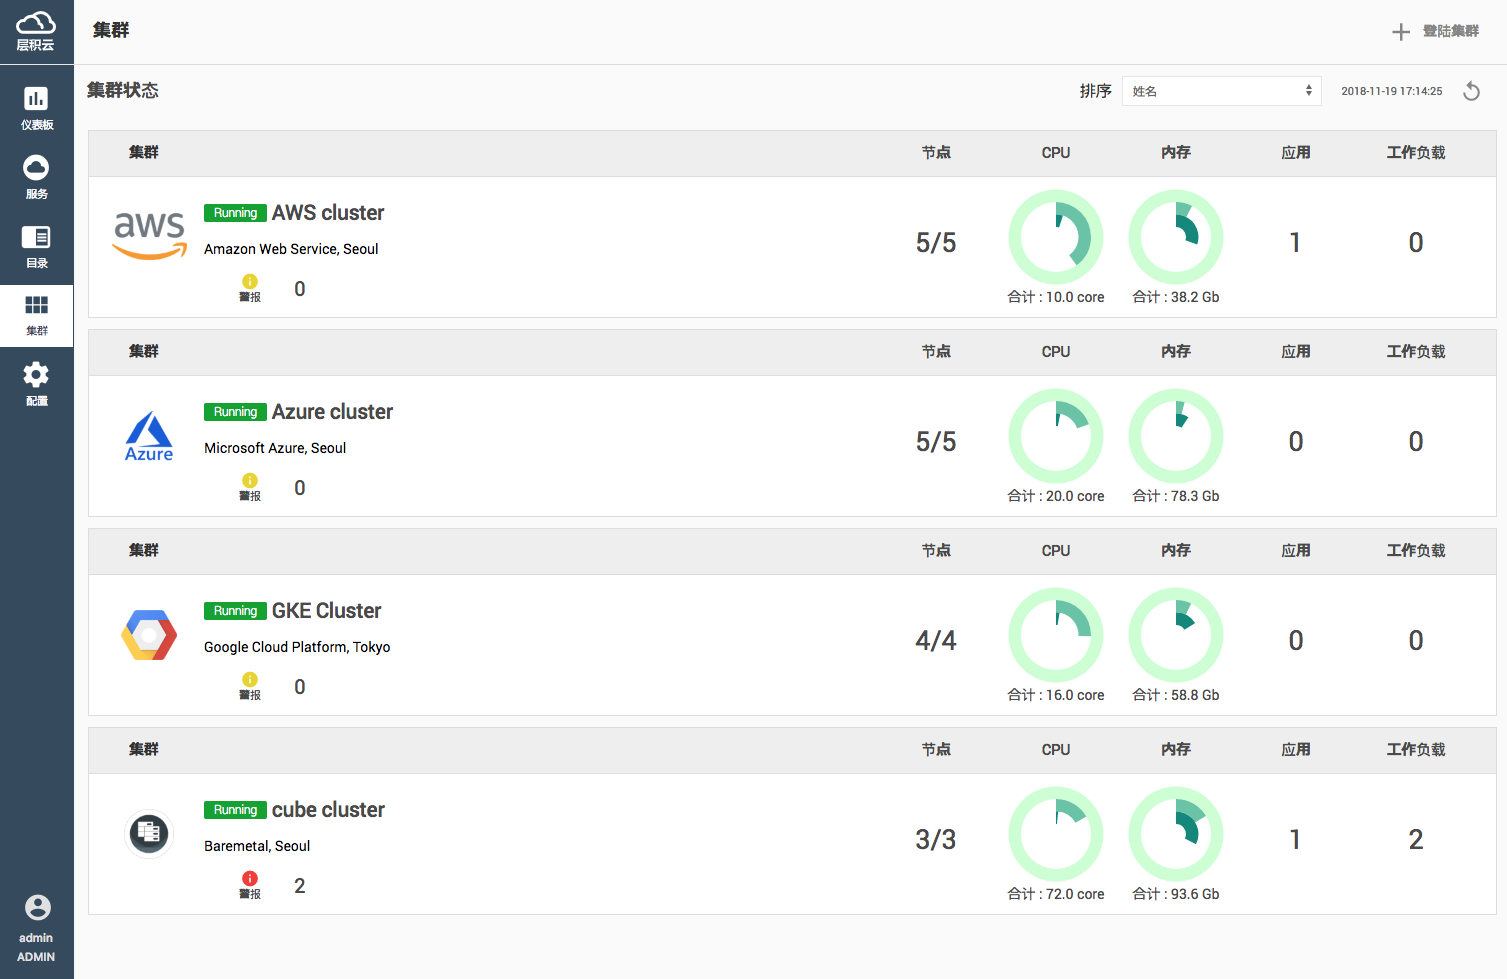 层积云
仪表板
服务
目录
集群
配置
admin
ADMIN
集群
登陆集群
集群状态
排序
姓名
2018-11-19 17:14:25
集群 节点 CPU 内存 应用 工作负载
aws
Running AWS cluster
Amazon Web Service, Seoul
警报 0
5/5
合计 : 10.0 core
合计 : 38.2 Gb
1
0
集群 节点 CPU 内存 应用 工作负载
Azure
Running Azure cluster
Microsoft Azure, Seoul
警报 0
5/5
合计 : 20.0 core
合计 : 78.3 Gb
0
0
集群 节点 CPU 内存 应用 工作负载
Running GKE Cluster
Google Cloud Platform, Tokyo
警报 0
4/4
合计 : 16.0 core
合计 : 58.8 Gb
0
0
集群 节点 CPU 内存 应用 工作负载
Running cube cluster
Baremetal, Seoul
警报 2
3/3
合计 : 72.0 core
合计 : 93.6 Gb
1
2